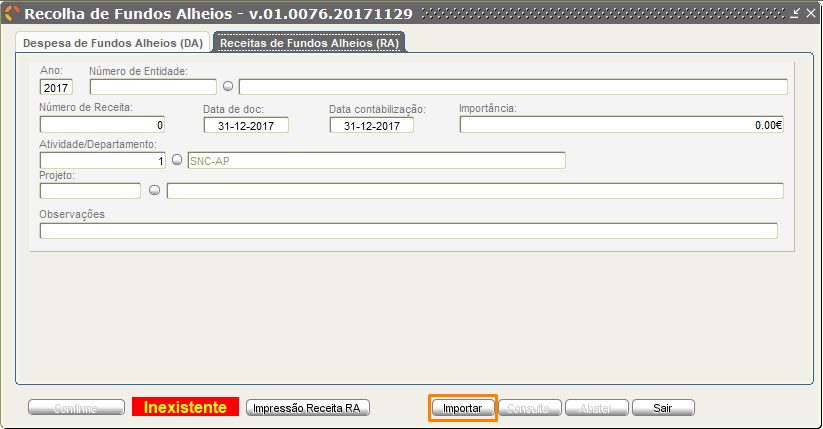 Recolha de Fundos Alheios - v.01.0076.20171129
Despesa de Fundos Alheios (DA) Receitas de Fundos Alheios (RA)
Ano: Número de Entidade:
2017
Número de Receita: Data de doc: Data contabilização: Importância:
0 31-12-2017 31-12-2017 0.00€
Atividade/Departamento:
1 SNC-AP
Projeto:
Observações
Confirme Inexistente Impressão Receita RA Importar Consulta Abater Sair